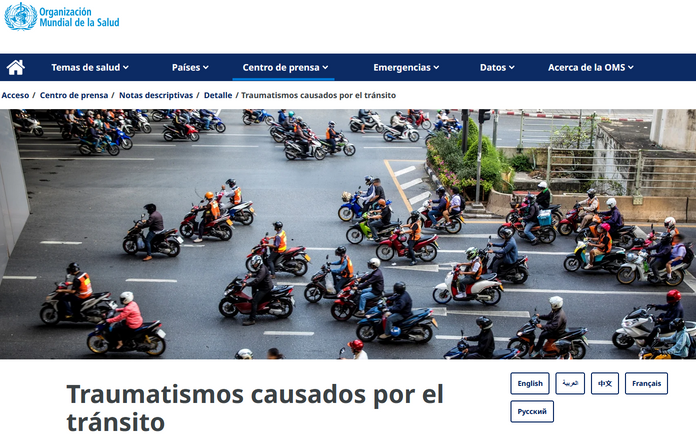 Organización
Mundial de la Salud
Temas de salud Países Centro de prensa Emergencias Datos Acerca de la OMS
Acceso / Centro de prensa / Notas descriptivas / Detalle / Traumatismos causados por el tránsito
Traumatismos causados por el
tránsito
English العربية 中文 Français
Русский